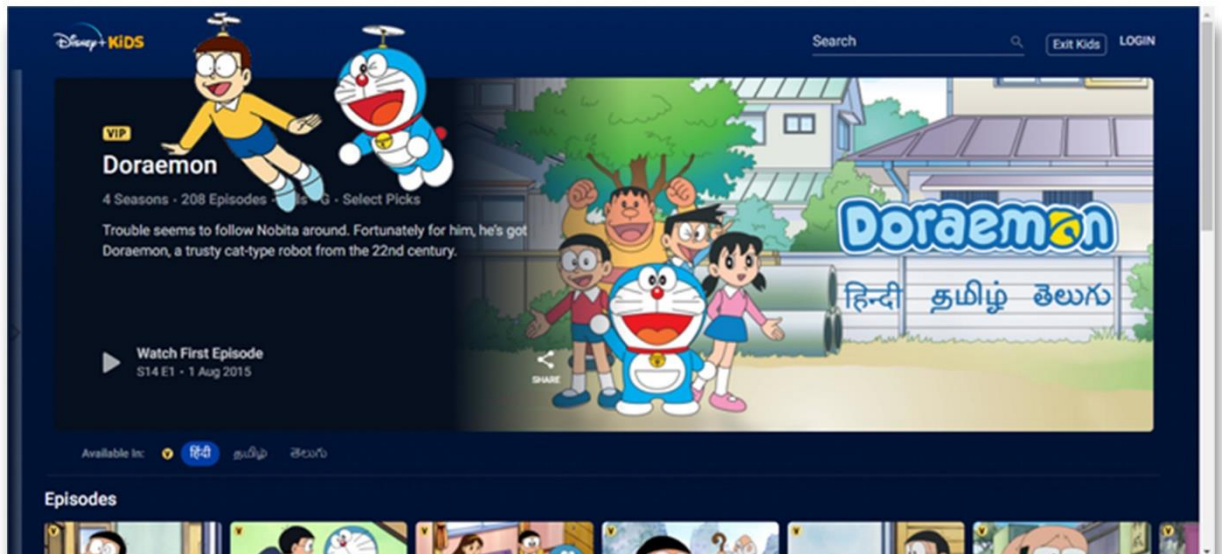 Disney+ KIDS
Search
Exit Kids
LOGIN
VIP
Doraemon
4 Seasons • 208 Episodes • G • Select Picks
Trouble seems to follow Nobita around. Fortunately for him, he's got
Doraemon, a trusty cat-type robot from the 22nd century.
Doraemon
हिन्दी தமிழ் తెలుగు
Watch First Episode
S14 E1 • 1 Aug 2015
SHARE
Available In: हिंदी தமிழ் తెలుగు
Episodes